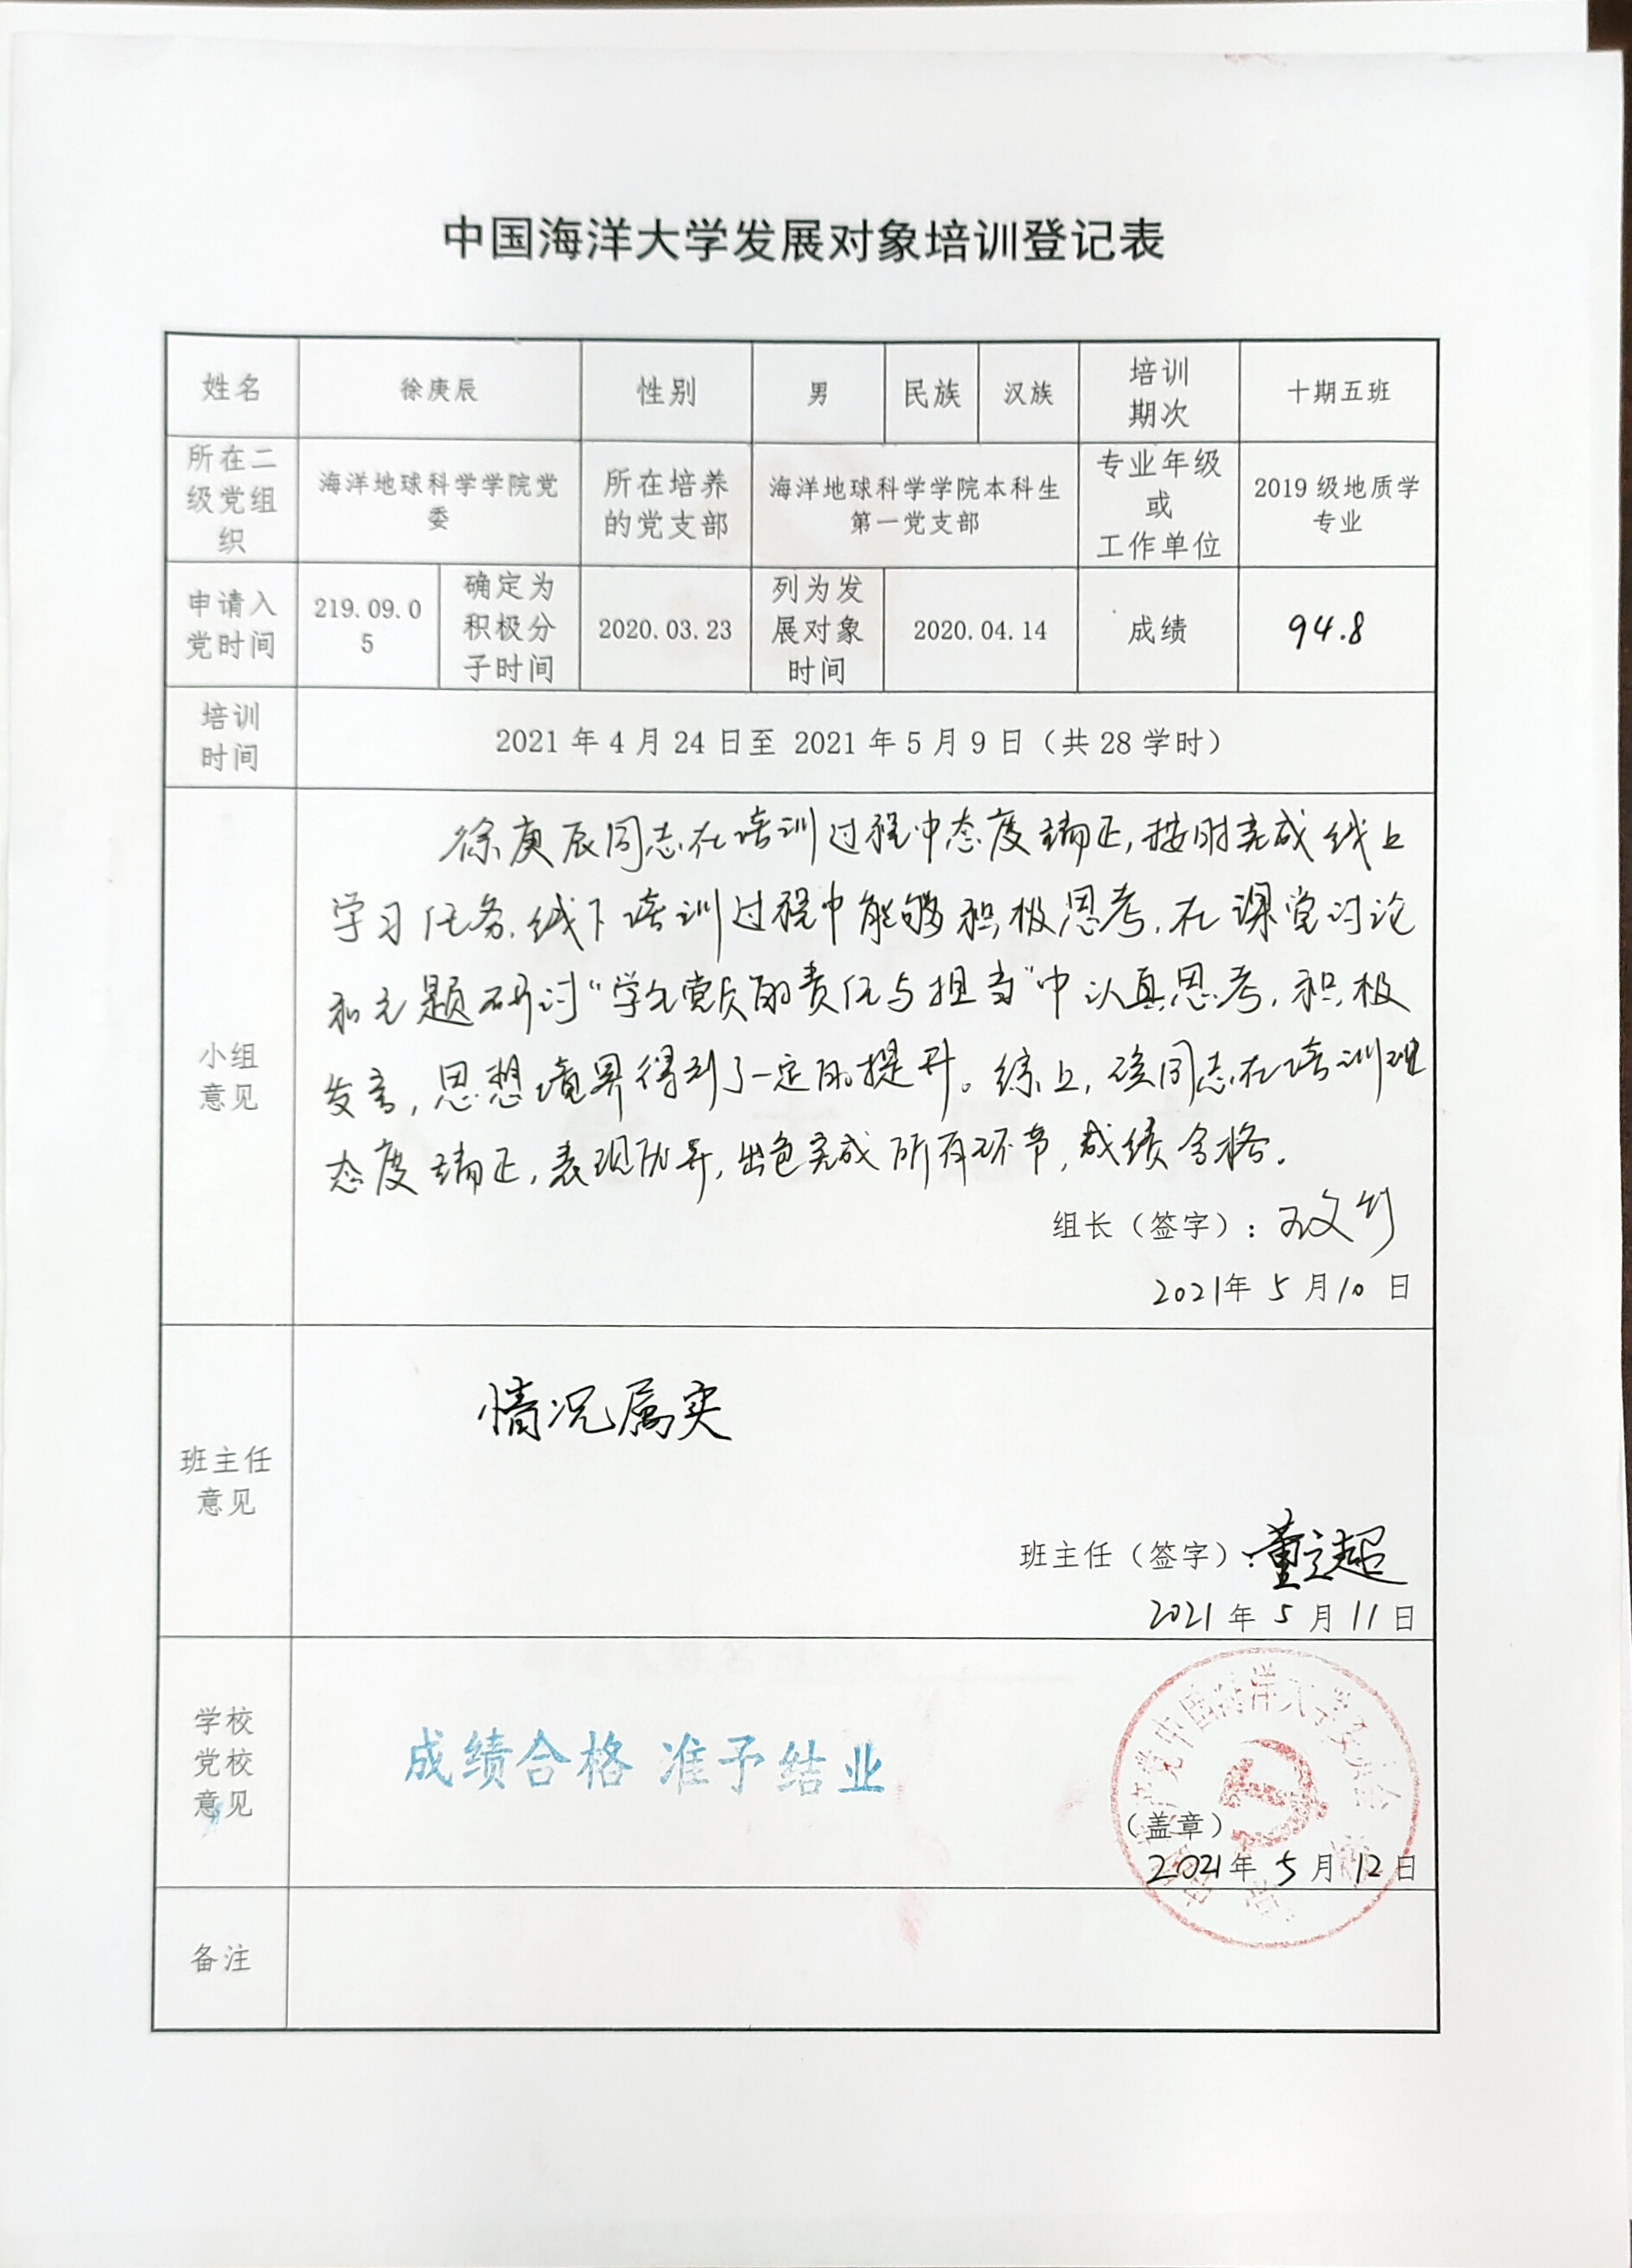 中国海洋大学发展对象培训登记表
姓名
徐庚辰
性别
男
民族
汉族
培训
期次
十期五班
所在二
级党组
织
海洋地球科学学院党
委
所在培养
的党支部
海洋地球科学学院本科生
第一党支部
专业年级
或
工作单位
2019级地质学
专业
申请入
党时间
219.09.0
5
确定为
积极分
子时间
2020.03.23
列为发
展对象
时间
2020.04.14
成绩
94.8
培训
时间
2021年4月24日至 2021年5月9日（共28学时）
小组
意见
徐庚辰同志在培训过程中态度端正,按时完成线上
学习任务.线下培训过程中能够积极思考.在课堂讨论
和主题研讨“学生党员的责任与担当”中认真思考,积极
发言,思想境界得到了一定的提升。综上,该同志在培训
态度端正,表现优异,出色完成所有环节,成绩合格.
组长（签字）：王文
2021年 5 月10 日
班主任
意见
情况属实
班主任（签字）：董立超
2021 年 5 月 11 日
学校
党校
意见
成绩合格 准予结业
党中国海洋大学委员会
（盖章）
2021年 5 月 12日
备注